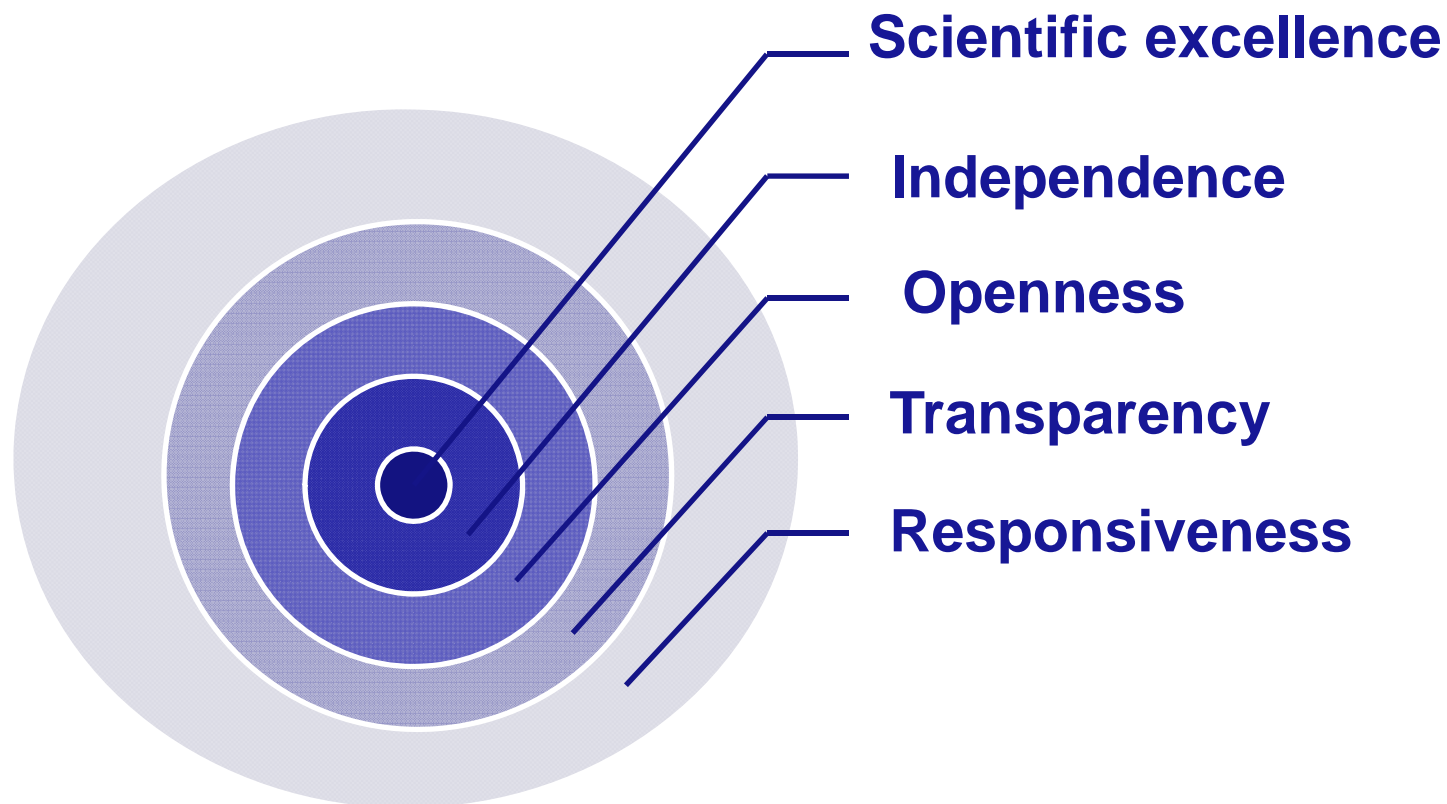 Scientific excellence
Independence
Openness
Transparency
Responsiveness